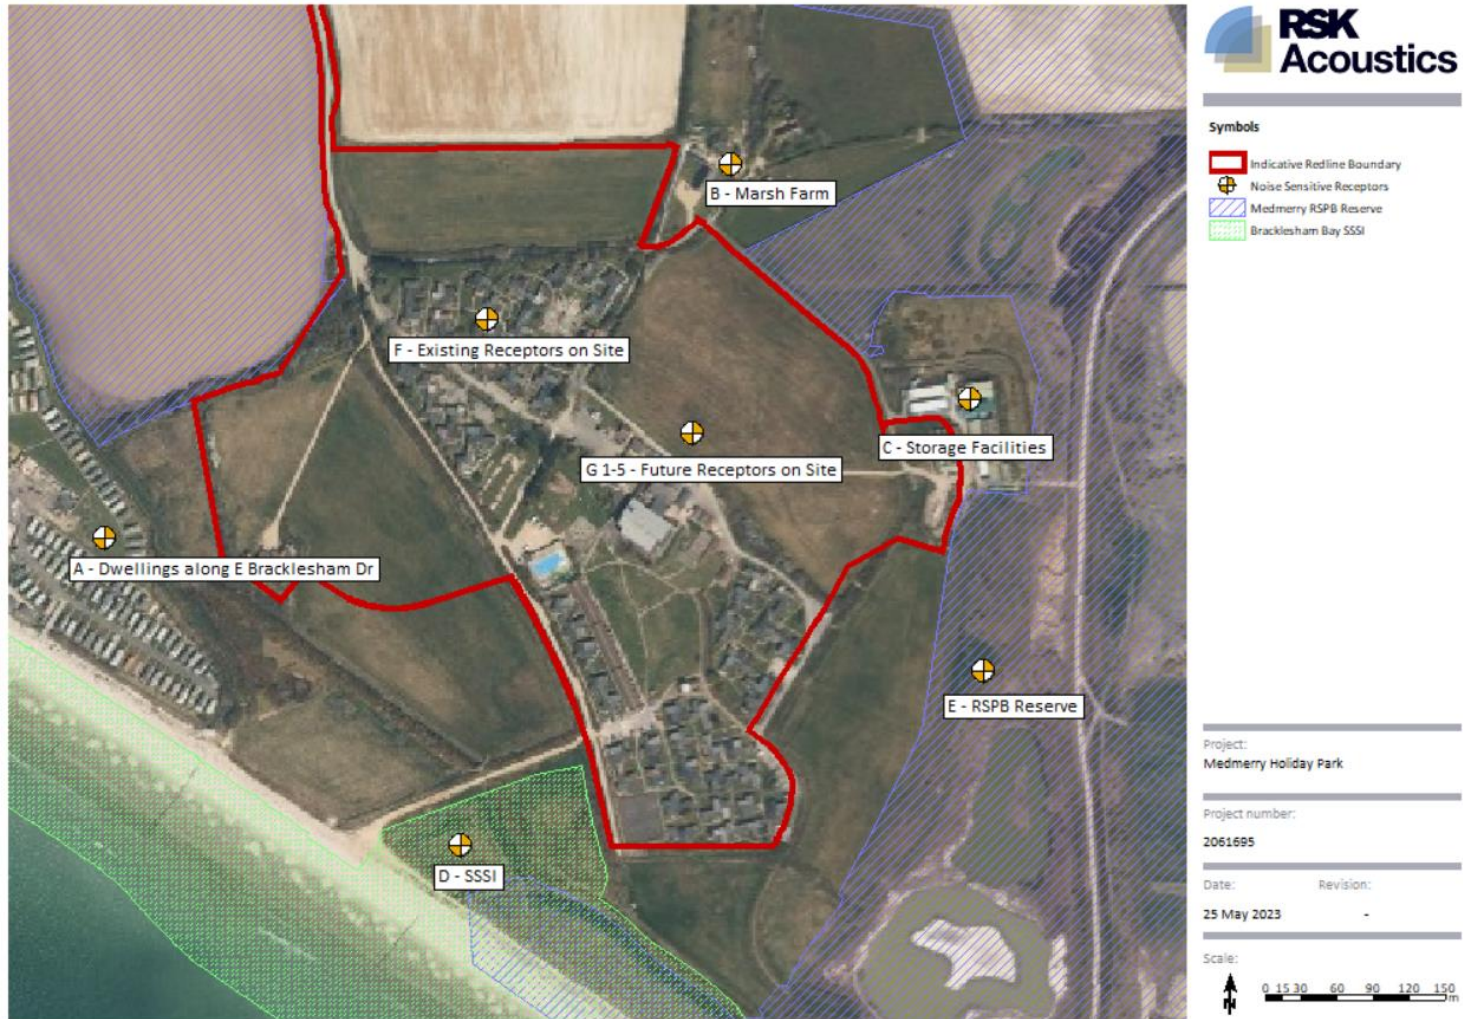 RSK
Acoustics
Symbols
Indicative Redline Boundary
Noise Sensitive Receptors
Medmerry RSPB Reserve
Bracklesham Bay SSSI
B - Marsh Farm
F - Existing Receptors on Site
C - Storage Facilities
G 1-5 - Future Receptors on Site
A - Dwellings along E Bracklesham Dr
E - RSPB Reserve
D - SSSI
Project:
Medmerry Holiday Park
Project number:
2061695
Date: Revision:
25 May 2023 -
Scale:
N
0 15 30 60 90 120 150
m